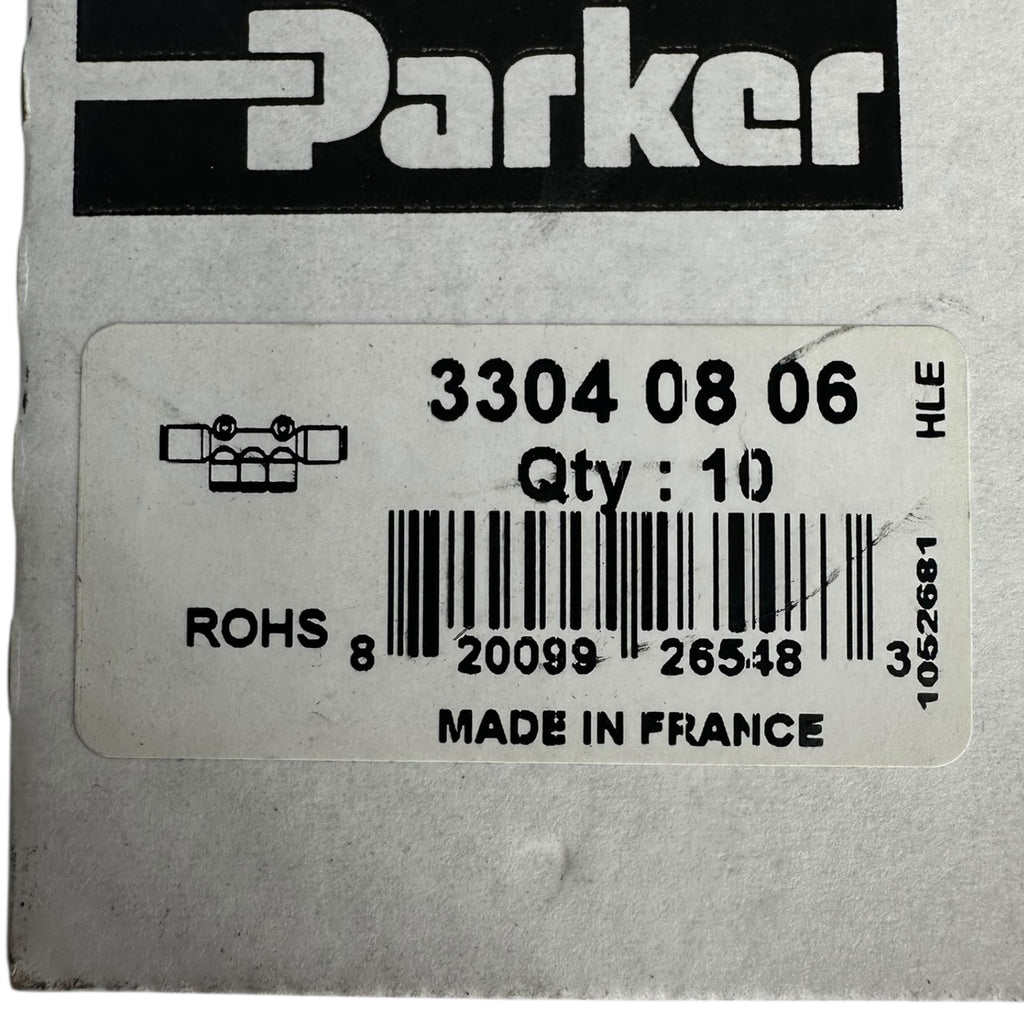 Parker
3304 08 06
Qty : 10
HLE
ROHS
8 20099 26548 3
1052681
MADE IN FRANCE